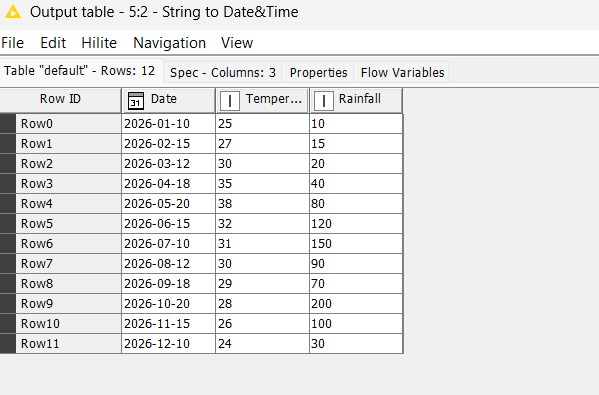 Output table - 5:2 - String to Date&Time
File Edit Hilite Navigation View
Table "default" - Rows: 12 Spec - Columns: 3 Properties Flow Variables
Row ID 31 Date I Temper... I Rainfall
Row0 2026-01-10 25 10
Row1 2026-02-15 27 15
Row2 2026-03-12 30 20
Row3 2026-04-18 35 40
Row4 2026-05-20 38 80
Row5 2026-06-15 32 120
Row6 2026-07-10 31 150
Row7 2026-08-12 30 90
Row8 2026-09-18 29 70
Row9 2026-10-20 28 200
Row10 2026-11-15 26 100
Row11 2026-12-10 24 30